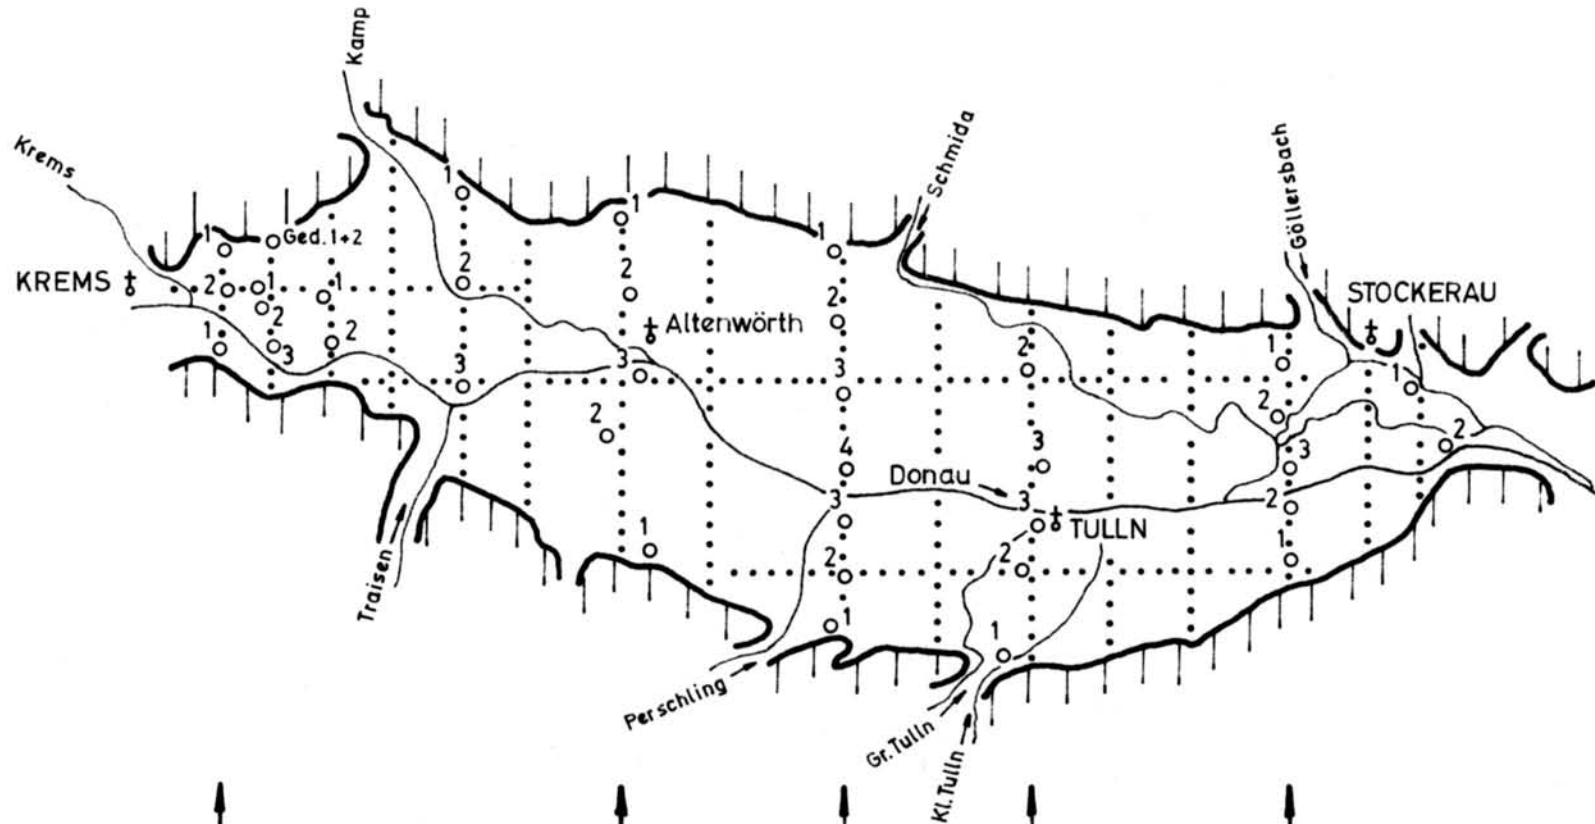 Kamp
Krems
Schmida
Göllersbach
1
1
1
Ged.1+2
1
KREMS
2
1
1
2
2
2
STOCKERAU
2
2
Altenwörth
1
3
3
2
1
1
3
3
2
2
2
3
3
2
4
Donau
3
3
2
TULLN
1
2
2
1
Traisen
1
1
Perschling
Gr.Tulln
Kl.Tulln